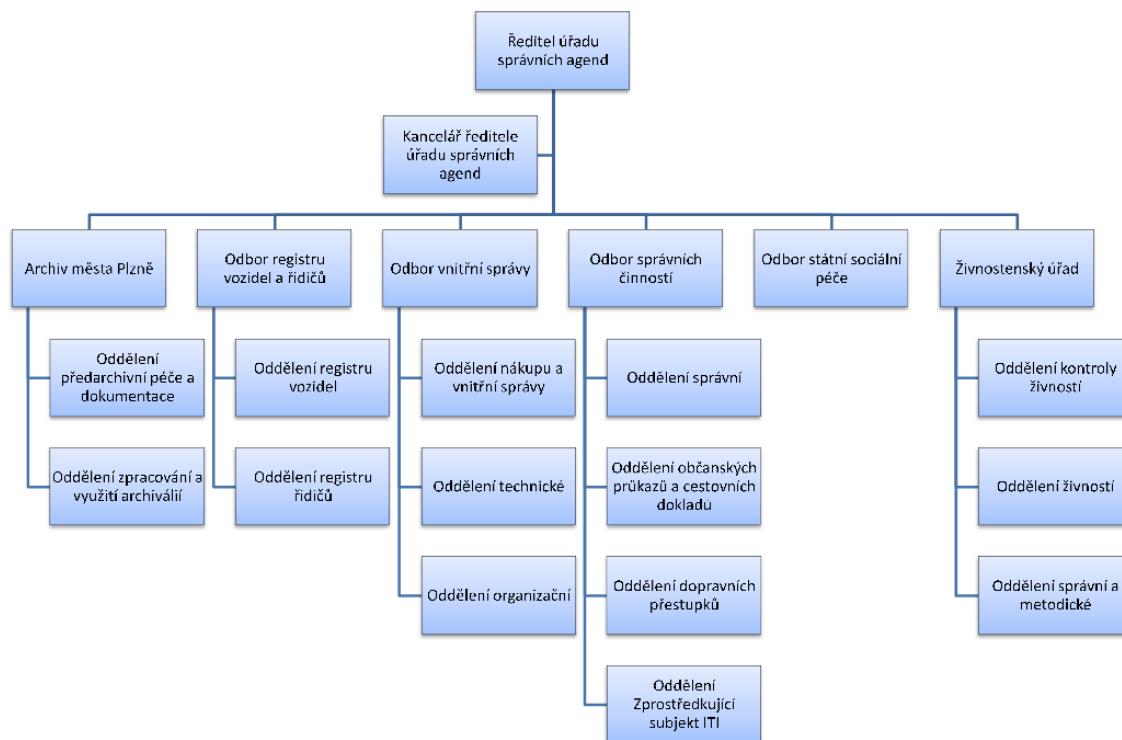 Ředitel úřadu
správních agend
Kancelář ředitele
úřadu správních
agend
Archiv města Plzně
Odbor registru
vozidel a řidičů
Odbor vnitřní správy
Odbor správních
činností
Odbor státní sociální
péče
Živnostenský úřad
Oddělení
předarchivní péče a
dokumentace
Oddělení zpracování a
využití archiválií
Oddělení registru
vozidel
Oddělení registru
řidičů
Oddělení nákupu a
vnitřní správy
Oddělení technické
Oddělení organizační
Oddělení správní
Oddělení občanských
průkazů a cestovních
dokladů
Oddělení dopravních
přestupků
Oddělení
Zprostředkující
subjekt ITI
Oddělení kontroly
živností
Oddělení živností
Oddělení správní a
metodické